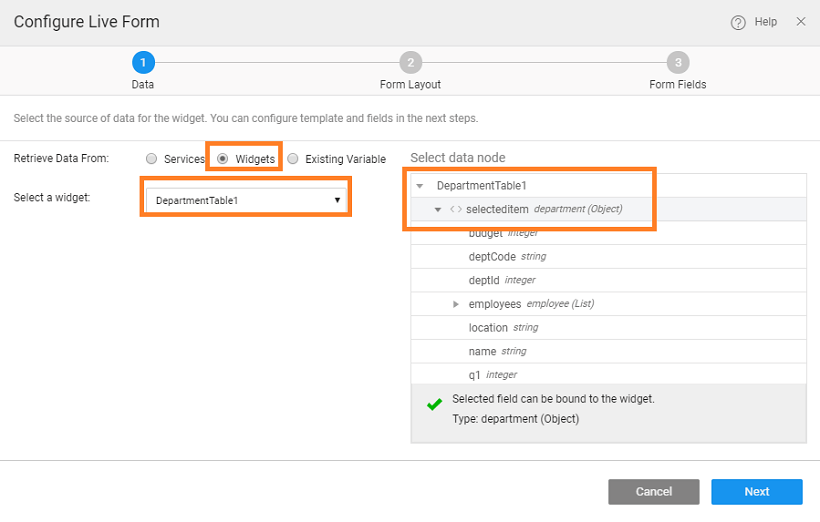 Configure Live Form
Help
1
2
3
Data
Form Layout
Form Fields
Select the source of data for the widget. You can configure template and fields in the next steps.
Retrieve Data From:
Services
Widgets
Existing Variable
Select a widget:
DepartmentTable1
Select data node
DepartmentTable1
selecteditem department (Object)
budget integer
deptCode string
deptId integer
employees employee (List)
location string
name string
q1 integer
Selected field can be bound to the widget.
Type: department (Object)
Cancel
Next